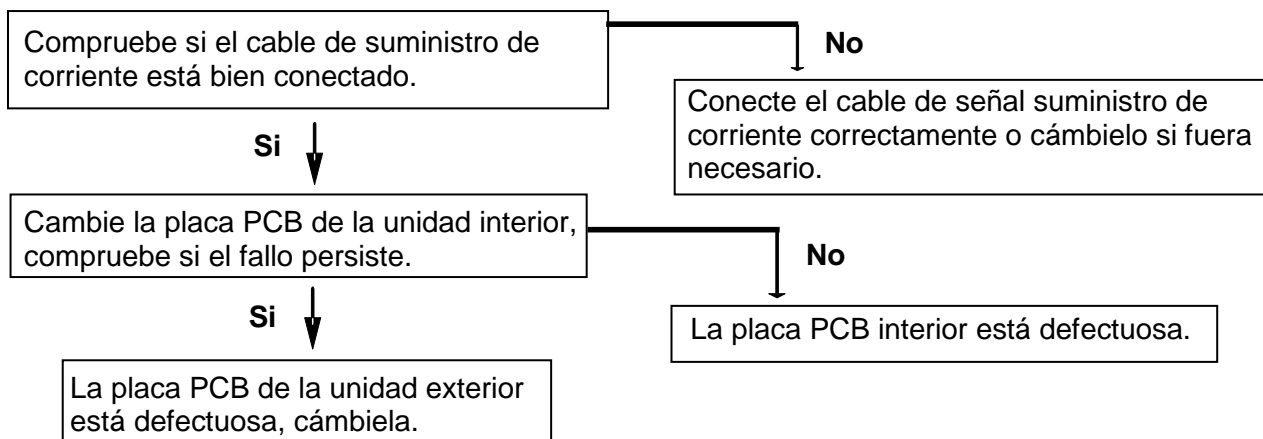 Compruebe si el cable de suministro de
corriente está bien conectado.
No
Conecte el cable de señal suministro de
corriente correctamente o cámbielo si fuera
necesario.
Si
Cambie la placa PCB de la unidad interior,
compruebe si el fallo persiste.
No
La placa PCB interior está defectuosa.
Si
La placa PCB de la unidad exterior
está defectuosa, cámbiela.